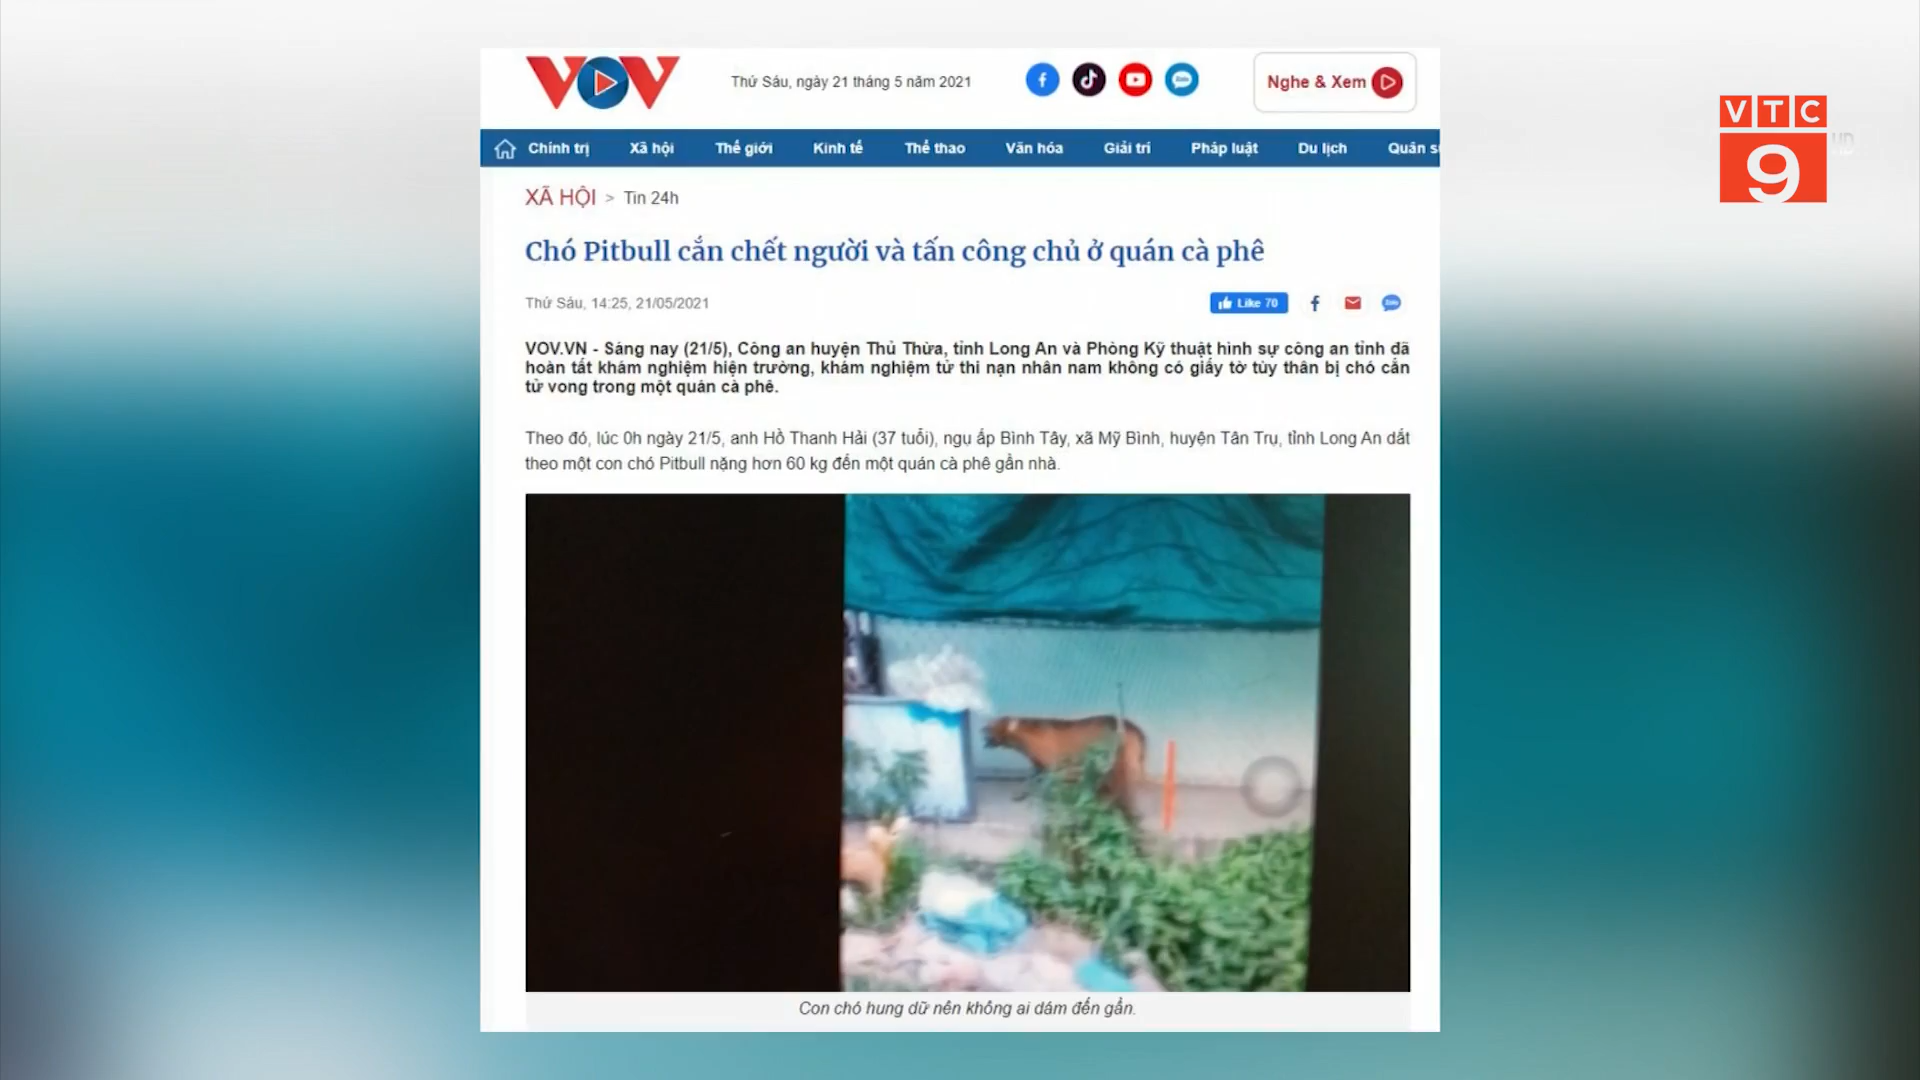 VOV
Thứ Sáu, ngày 21 tháng 5 năm 2021
Zalo
Nghe & Xem
VTC
9
HD
Chính trị Xã hội Thế giới Kinh tế Thể thao Văn hóa Giải trí Pháp luật Du lịch Quân s
XÃ HỘI > Tin 24h
Chó Pitbull cắn chết người và tấn công chủ ở quán cà phê
Thứ Sáu, 14:25, 21/05/2021
Like 70
Zalo
VOV.VN - Sáng nay (21/5), Công an huyện Thủ Thừa, tỉnh Long An và Phòng Kỹ thuật hình sự công an tỉnh đã
hoàn tất khám nghiệm hiện trường, khám nghiệm tử thi nạn nhân nam không có giấy tờ tùy thân bị chó cắn
tử vong trong một quán cà phê.
Theo đó, lúc 0h ngày 21/5, anh Hồ Thanh Hải (37 tuổi), ngụ ấp Bình Tây, xã Mỹ Bình, huyện Tân Trụ, tỉnh Long An dắt
theo một con chó Pitbull nặng hơn 60 kg đến một quán cà phê gần nhà.
Con chó hung dữ nên không ai dám đến gần.